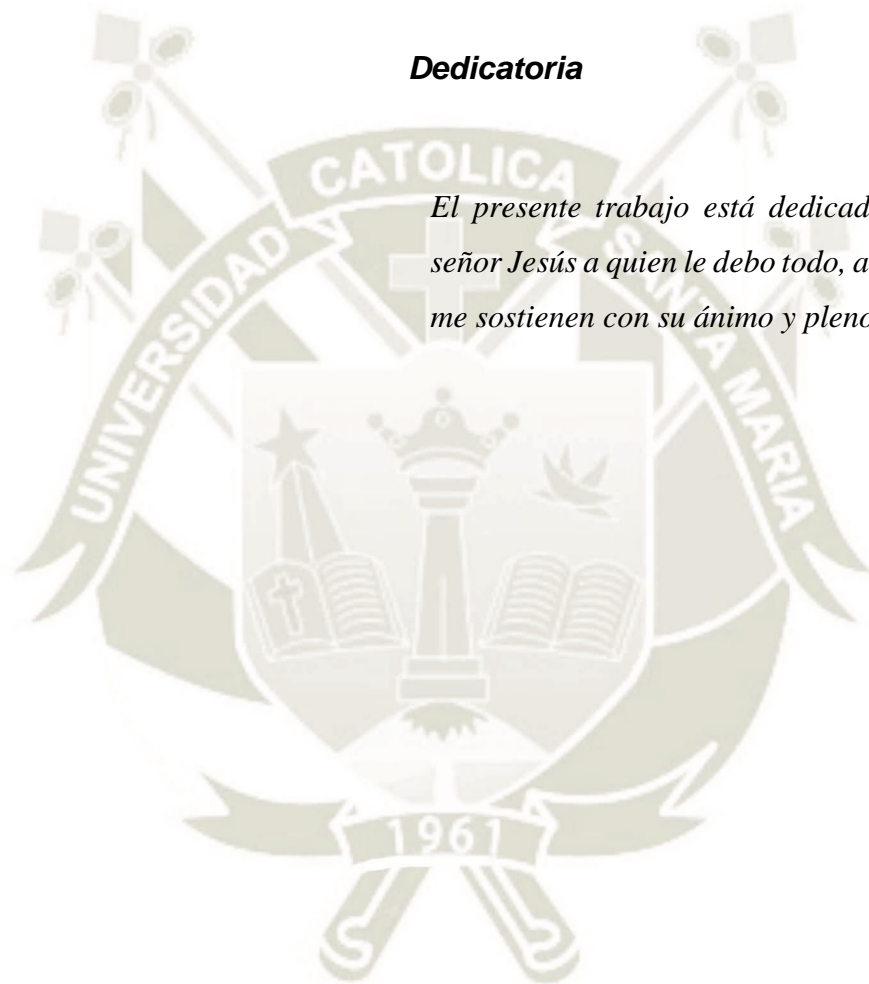 Dedicatoria
El presente trabajo está dedicad
señor Jesús a quien le debo todo, a
me sostienen con su ánimo y pleno
UNIVERSIDAD CATOLICA SANTA MARIA
1961